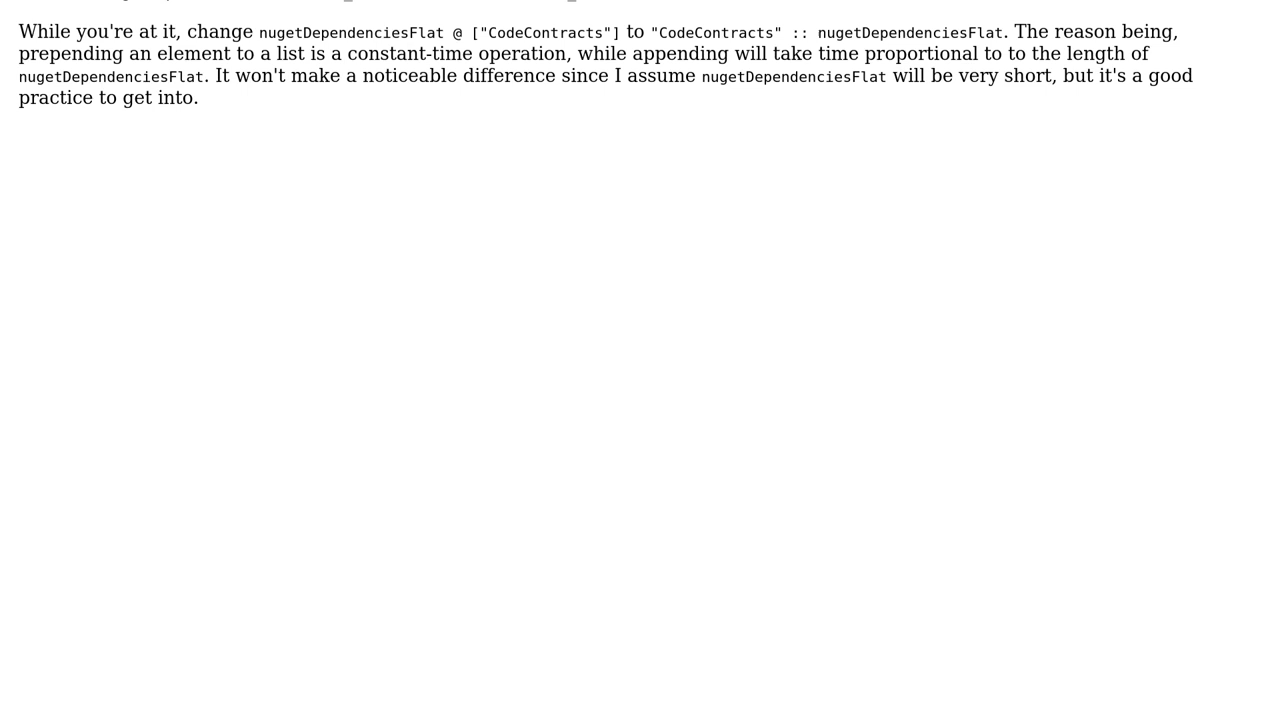 While you're at it, change nugetDependenciesFlat @ ["CodeContracts"] to "CodeContracts" :: nugetDependenciesFlat. The reason being,
prepending an element to a list is a constant-time operation, while appending will take time proportional to to the length of
nugetDependenciesFlat. It won't make a noticeable difference since I assume nugetDependenciesFlat will be very short, but it's a good
practice to get into.